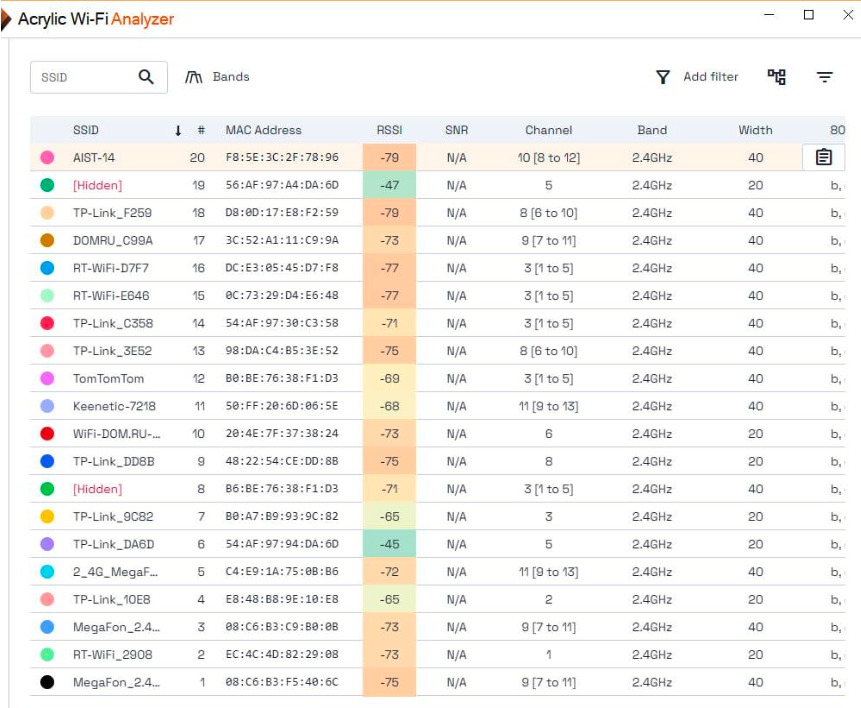 Acrylic Wi-Fi Analyzer
SSID Bands Add filter
SSID # MAC Address RSSI SNR Channel Band Width 80
AIST-14 20 F8:5E:3C:2F:78:96 -79 N/A 10 [8 to 12] 2.4GHz 40
[Hidden] 19 56:AF:97:A4:DA:6D -47 N/A 5 2.4GHz 20 b,
TP-Link_F259 18 D8:0D:17:E8:F2:59 -79 N/A 8 [6 to 10] 2.4GHz 40 b,
DOMRU_C99A 17 3C:52:A1:11:C9:9A -73 N/A 9 [7 to 11] 2.4GHz 40 b,
RT-WiFi-D7F7 16 DC:E3:05:45:D7:F8 -77 N/A 3 [1 to 5] 2.4GHz 40 b,
RT-WiFi-E646 15 0C:73:29:D4:E6:48 -77 N/A 3 [1 to 5] 2.4GHz 40 b,
TP-Link_C358 14 54:AF:97:30:C3:58 -71 N/A 3 [1 to 5] 2.4GHz 40 b,
TP-Link_3E52 13 98:DA:C4:B5:3E:52 -75 N/A 8 [6 to 10] 2.4GHz 40 b,
TomTomTom 12 B0:BE:76:38:F1:D3 -69 N/A 3 [1 to 5] 2.4GHz 40 b,
Keenetic-7218 11 50:FF:20:6D:06:5E -68 N/A 11 [9 to 13] 2.4GHz 40 b,
WiFi-DOM.RU-... 10 20:4E:7F:37:38:24 -73 N/A 6 2.4GHz 20 b,
TP-Link_DD8B 9 48:22:54:CE:DD:8B -75 N/A 8 2.4GHz 20 b,
[Hidden] 8 B6:BE:76:38:F1:D3 -71 N/A 3 [1 to 5] 2.4GHz 40 b,
TP-Link_9C82 7 B0:A7:B9:93:9C:82 -65 N/A 3 2.4GHz 20 b,
TP-Link_DA6D 6 54:AF:97:94:DA:6D -45 N/A 5 2.4GHz 20 b,
2_4G_MegaF... 5 C4:E9:1A:75:0B:B6 -72 N/A 11 [9 to 13] 2.4GHz 40 b,
TP-Link_10E8 4 E8:48:B8:9E:10:E8 -65 N/A 2 2.4GHz 20 b,
MegaFon_2.4... 3 08:C6:B3:C9:B0:0B -73 N/A 9 [7 to 11] 2.4GHz 40 b,
RT-WiFi_2908 2 EC:4C:4D:82:29:08 -73 N/A 1 2.4GHz 20 b,
MegaFon_2.4... 1 08:C6:B3:F5:40:6C -75 N/A 9 [7 to 11] 2.4GHz 40 b,